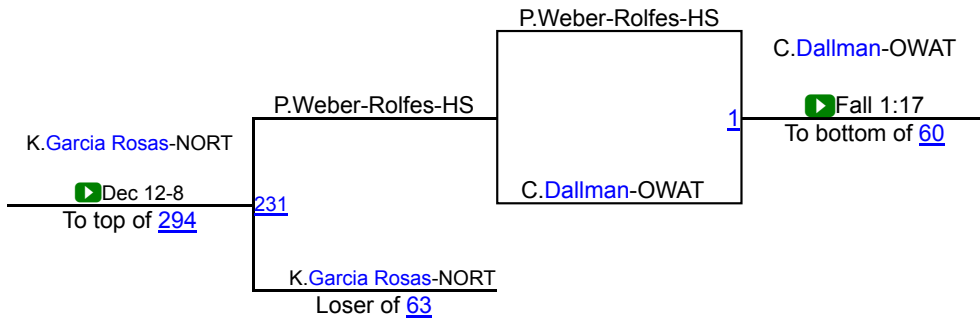 P.Weber-Rolfes-HS
C.Dallman-OWAT
P.Weber-Rolfes-HS
Fall 1:17
1
To bottom of 60
K.Garcia Rosas-NORT
Dec 12-8
C.Dallman-OWAT
231
To top of 294
K.Garcia Rosas-NORT
Loser of 63